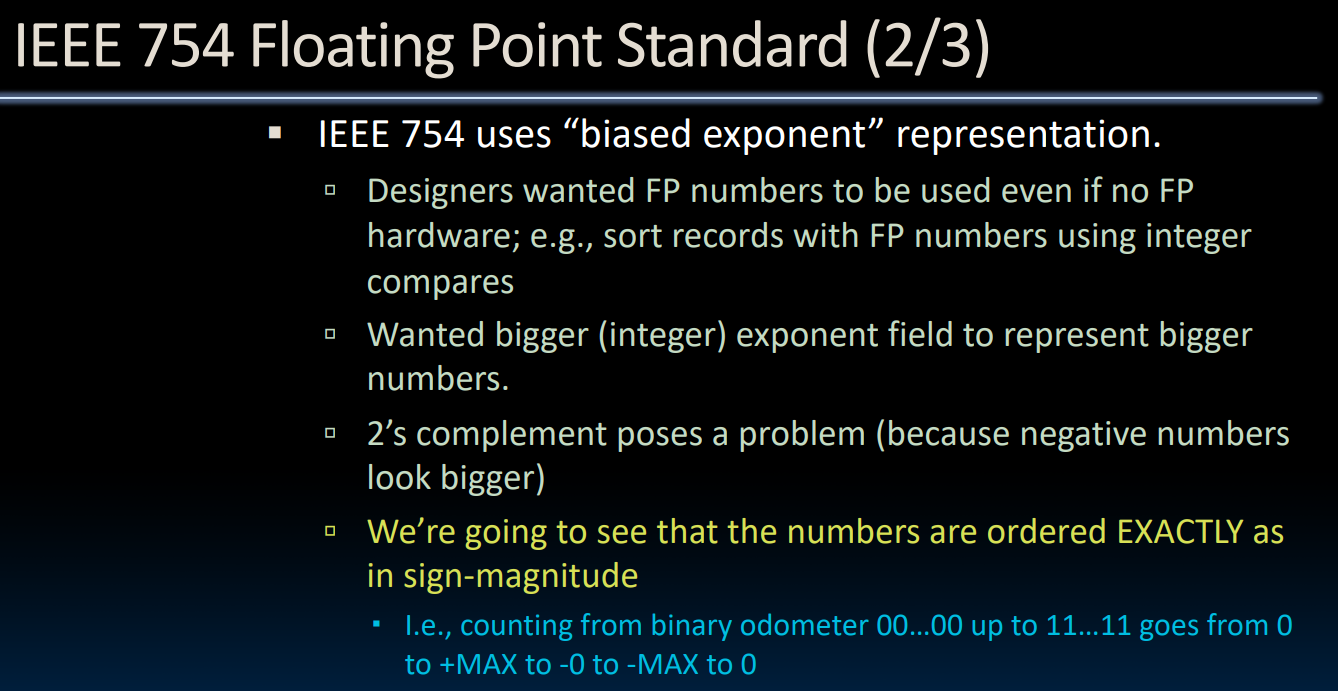 IEEE 754 Floating Point Standard (2/3)
IEEE 754 uses “biased exponent” representation.
Designers wanted FP numbers to be used even if no FP
hardware; e.g., sort records with FP numbers using integer
compares
Wanted bigger (integer) exponent field to represent bigger
numbers.
2’s complement poses a problem (because negative numbers
look bigger)
We’re going to see that the numbers are ordered EXACTLY as
in sign-magnitude
I.e., counting from binary odometer 00…00 up to 11…11 goes from 0
to +MAX to -0 to -MAX to 0